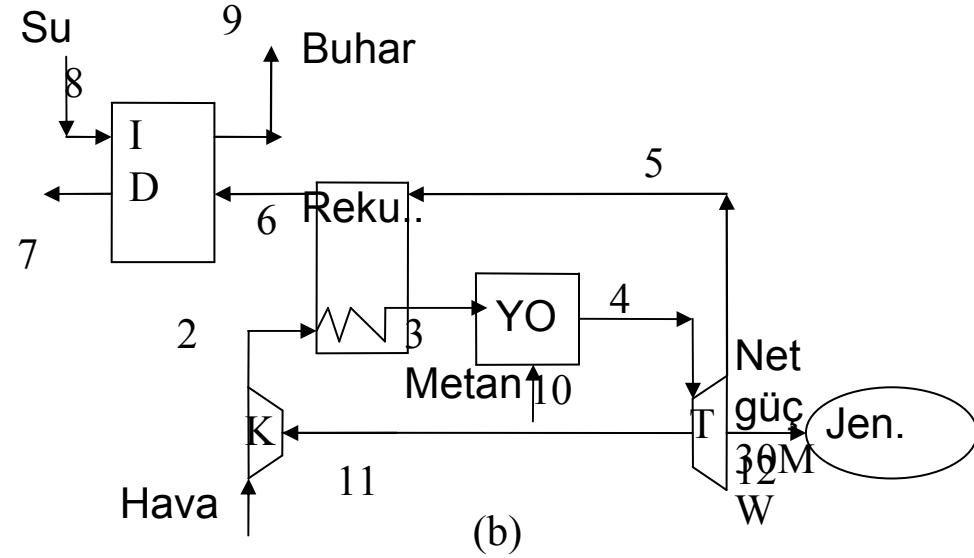 Su
9
Buhar
8
I
D
5
6
Reku..
7
2
3
YO
4
Metan
10
Net
güç
30M
W
K
T
12
Jen.
11
Hava
(b)